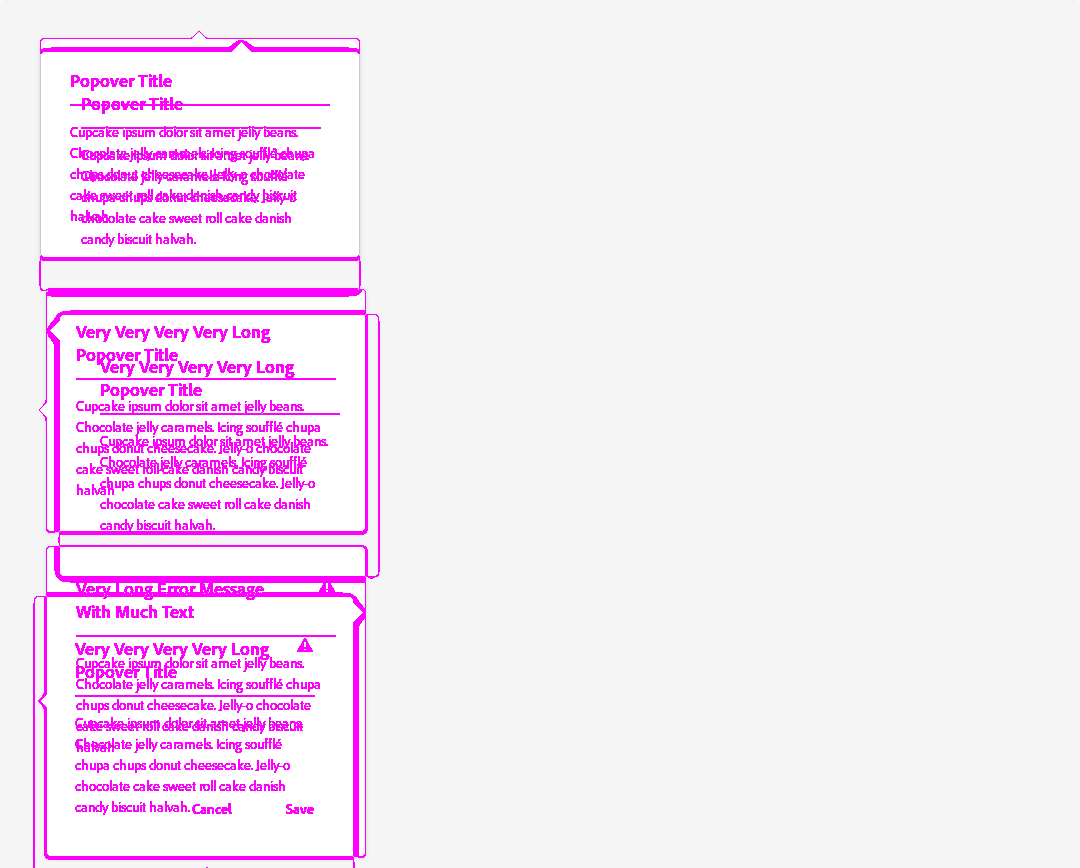 Popover Title
Popover Title
Cupcake ipsum dolor sit amet jelly beans.
Chocolate jelly caramels. Icing soufflé chupa
chups donut cheesecake. Jelly-o chocolate
cake sweet roll cake danish candy biscuit
halvah
Cupcake ipsum dolor sit amet jelly beans.
Chocolate jelly caramels. Icing soufflé
chupa chups donut cheesecake. Jelly-o
chocolate cake sweet roll cake danish
candy biscuit halvah.
Very Very Very Very Long
Popover Title
Very Very Very Very Long
Popover Title
Cupcake ipsum dolor sit amet jelly beans.
Chocolate jelly caramels. Icing soufflé chupa
chups donut cheesecake. Jelly-o chocolate
cake sweet roll cake danish candy biscuit
halvah
Cupcake ipsum dolor sit amet jelly beans.
Chocolate jelly caramels. Icing soufflé
chupa chups donut cheesecake. Jelly-o
chocolate cake sweet roll cake danish
candy biscuit halvah.
Very Long Error Message
With Much Text
Very Very Very Very Long
Popover Title
Cupcake ipsum dolor sit amet jelly beans.
Chocolate jelly caramels. Icing soufflé chupa
chups donut cheesecake. Jelly-o chocolate
cake sweet roll cake danish candy biscuit
halvah
Cupcake ipsum dolor sit amet jelly beans.
Chocolate jelly caramels. Icing soufflé
chupa chups donut cheesecake. Jelly-o
chocolate cake sweet roll cake danish
candy biscuit halvah.
Cancel Save